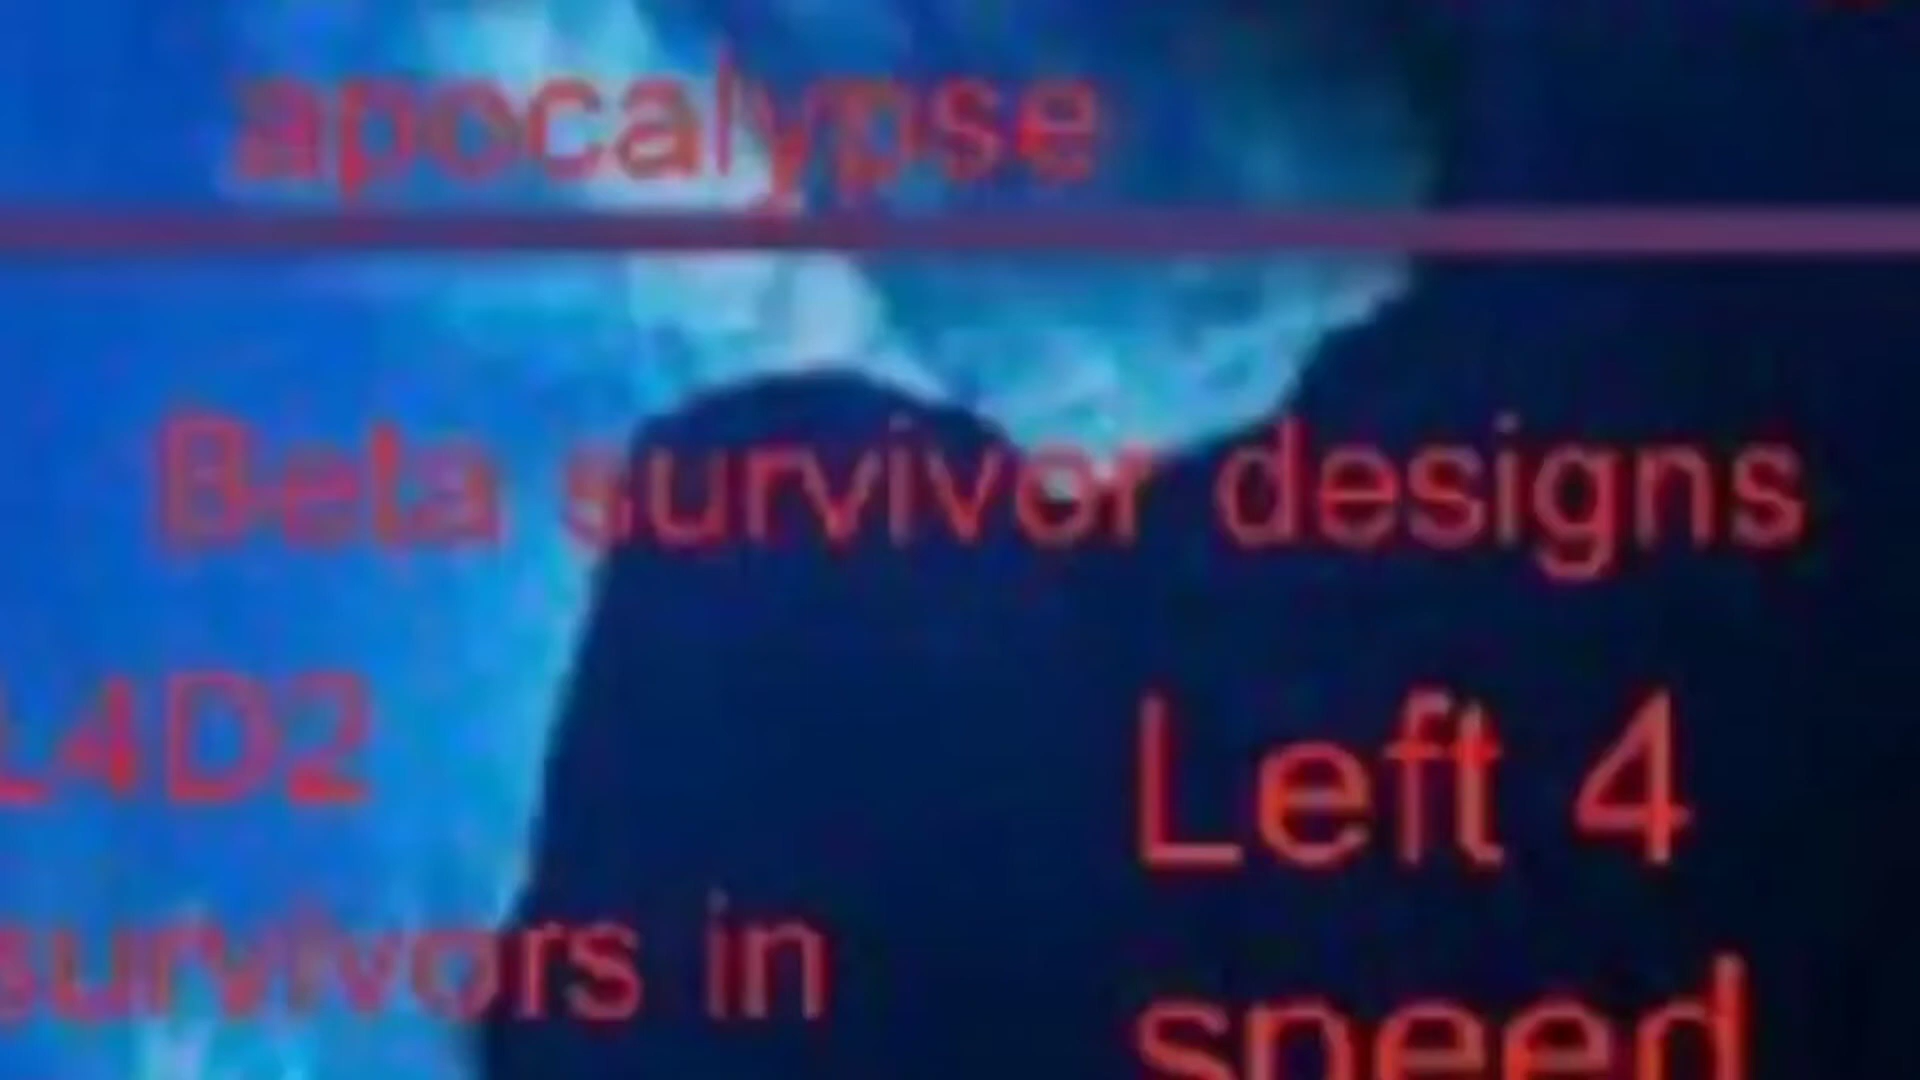 apocalypse
Beta survivor designs
L4D2
survivors in
Left 4
speed